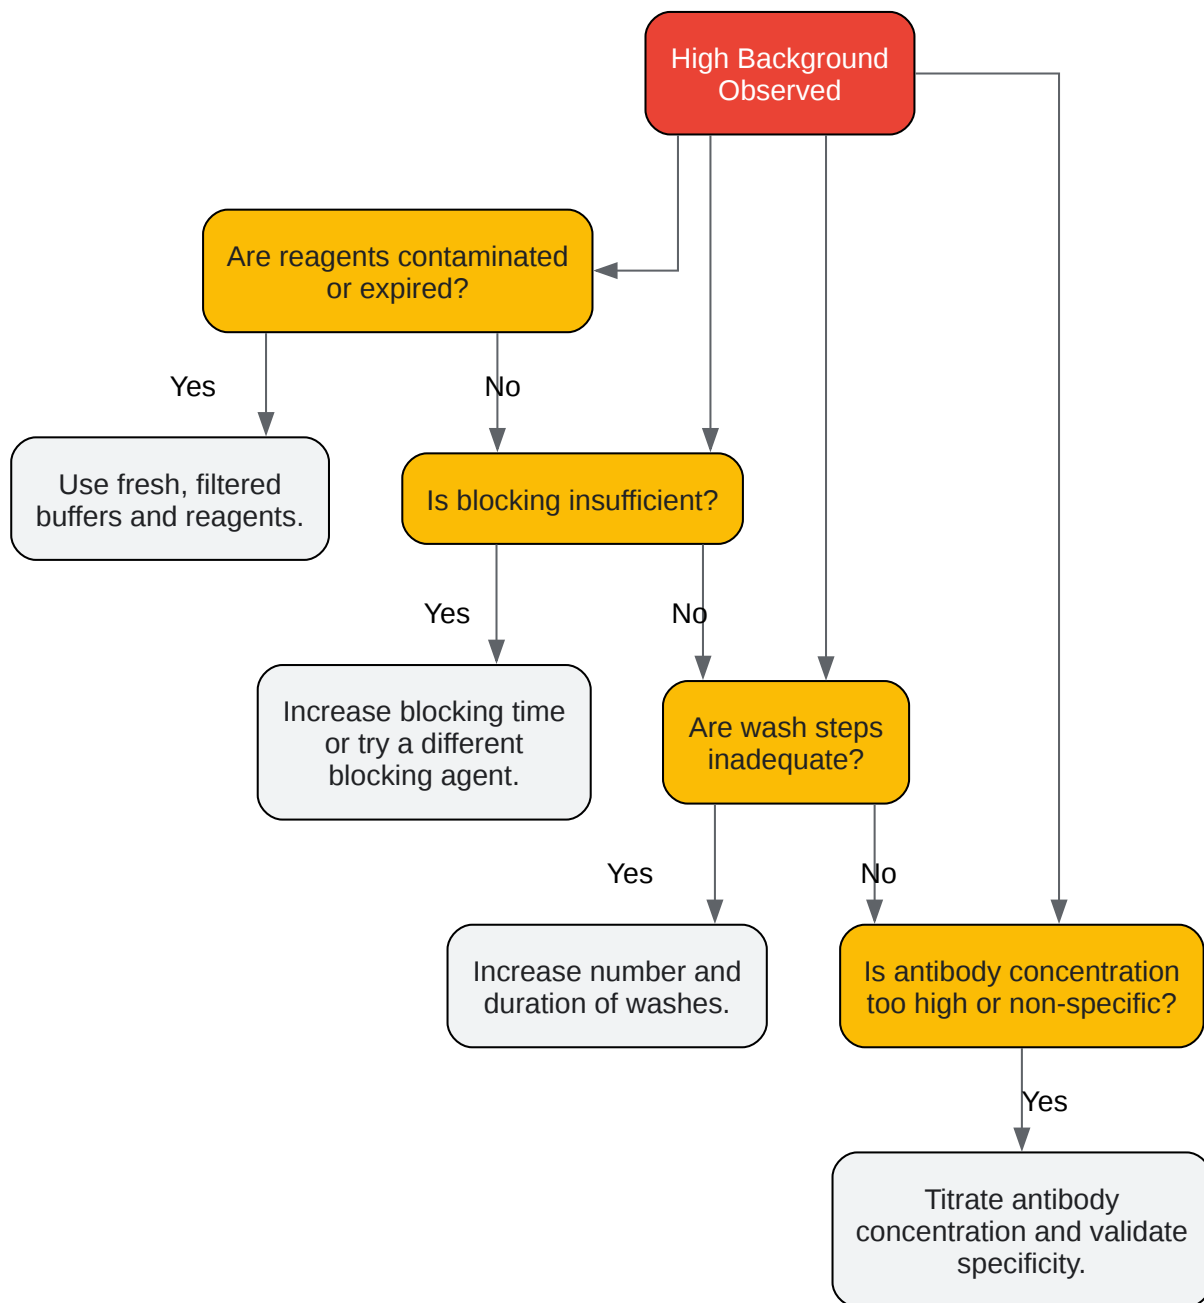 High Background
Observed
Are reagents contaminated
or expired?
Yes
No
Use fresh, filtered
buffers and reagents.
Is blocking insufficient?
Yes
No
Increase blocking time
or try a different
blocking agent.
Are wash steps
inadequate?
Yes
No
Increase number and
duration of washes.
Is antibody concentration
too high or non-specific?
Yes
Titrate antibody
concentration and validate
specificity.